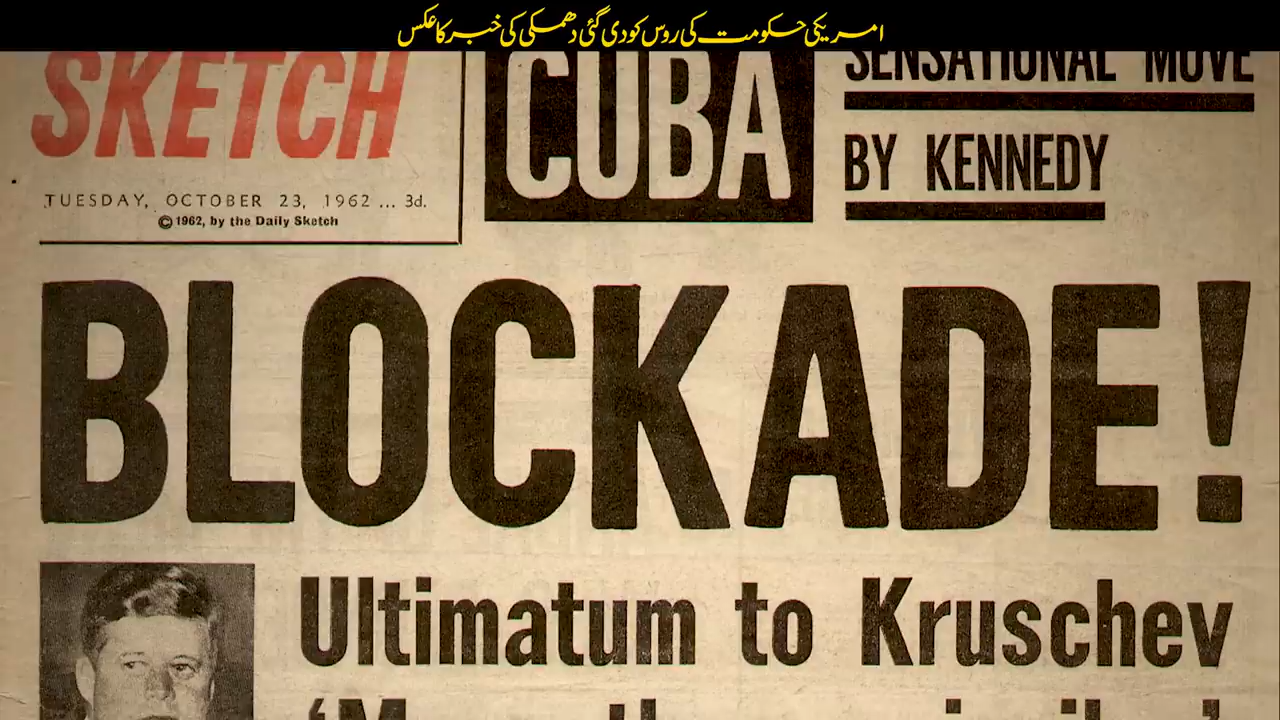 امریکی حکومت کی روس کو دی گئی دھمکی کی خبر کا عکس
SKETCH
TUESDAY, OCTOBER 23, 1962 ... 3d.
© 1962, by the Daily Sketch
CUBA
SENSATIONAL MOVE
BY KENNEDY
BLOCKADE!
Ultimatum to Kruschev